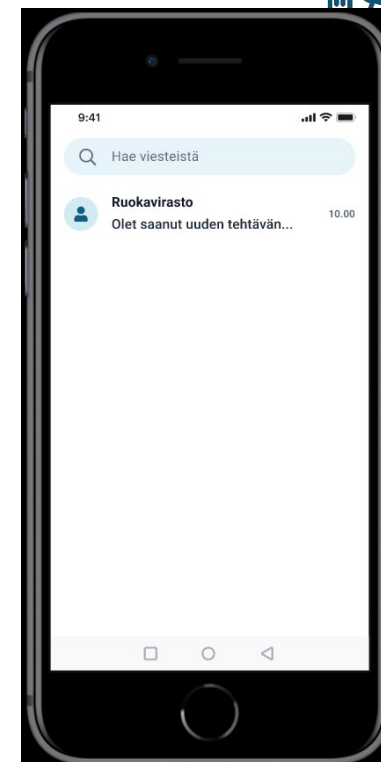 9:41
Hae viesteistä
Ruokavirasto
Olet saanut uuden tehtävän...
10.00